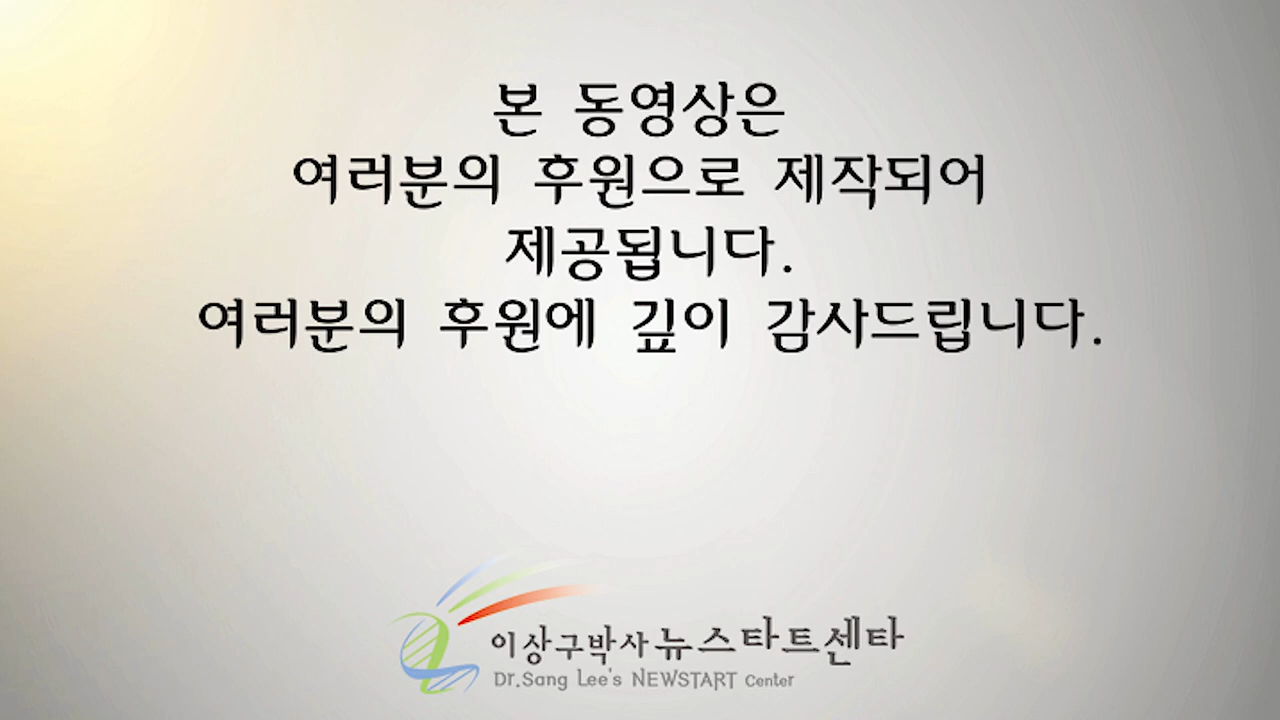 본 동영상은
여러분의 후원으로 제작되어
제공됩니다.
여러분의 후원에 깊이 감사드립니다.
이상구박사 뉴스타트센타
Dr.Sang Lee's NEWSTART Center